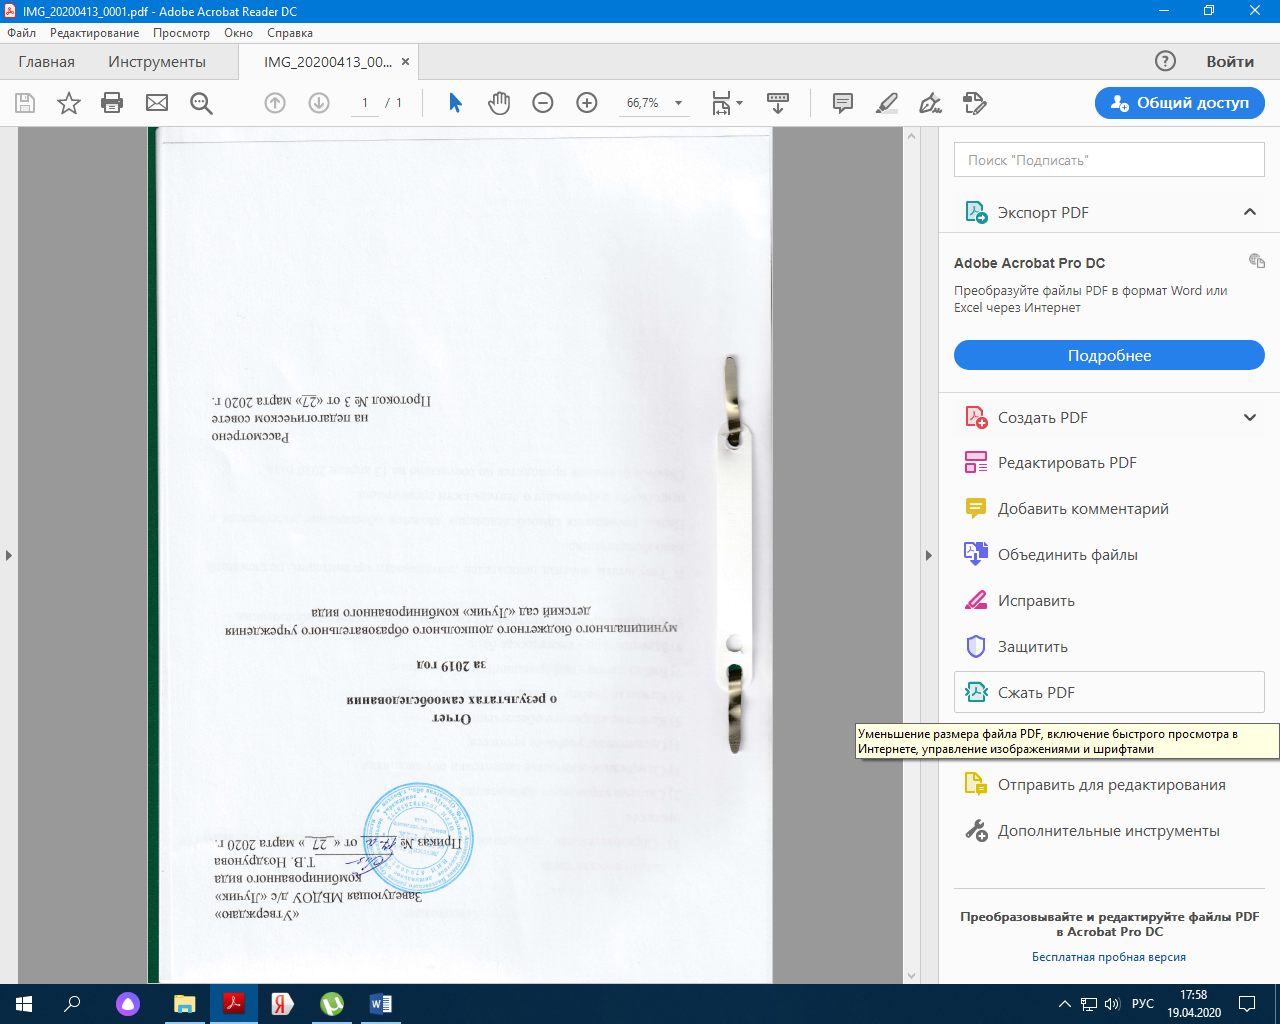 IMG_20200413_0001.pdf - Adobe Acrobat Reader DC
Файл Редактирование Просмотр Окно Справка
Главная Инструменты IMG_20200413_00... × Войти
1 / 1 66,7% Общий доступ
«Утверждаю»
Заведующая МБДОУ д/с «Лучик»
комбинированного вида
Т.В. Ноздрунова
Приказ № от « 27 » марта 2020 г.
Отчет
о результатах самообследования
за 2019 год
муниципального бюджетного дошкольного образовательного учреждения
детский сад «Лучик» комбинированного вида
Рассмотрено
на педагогическом совете
Протокол № 3 от «27» марта 2020 г.
Поиск "Подписать"
Экспорт PDF
Adobe Acrobat Pro DC
Преобразуйте файлы PDF в формат Word или
Excel через Интернет
Подробнее
Создать PDF
Редактировать PDF
Добавить комментарий
Объединить файлы
Исправить
Защитить
Сжать PDF
Уменьшение размера файла PDF, включение быстрого просмотра в
Интернете, управление изображениями и шрифтами
Отправить для редактирования
Дополнительные инструменты
Преобразовывайте и редактируйте файлы PDF
в Acrobat Pro DC
Бесплатная пробная версия
РУС 17:58
19.04.2020